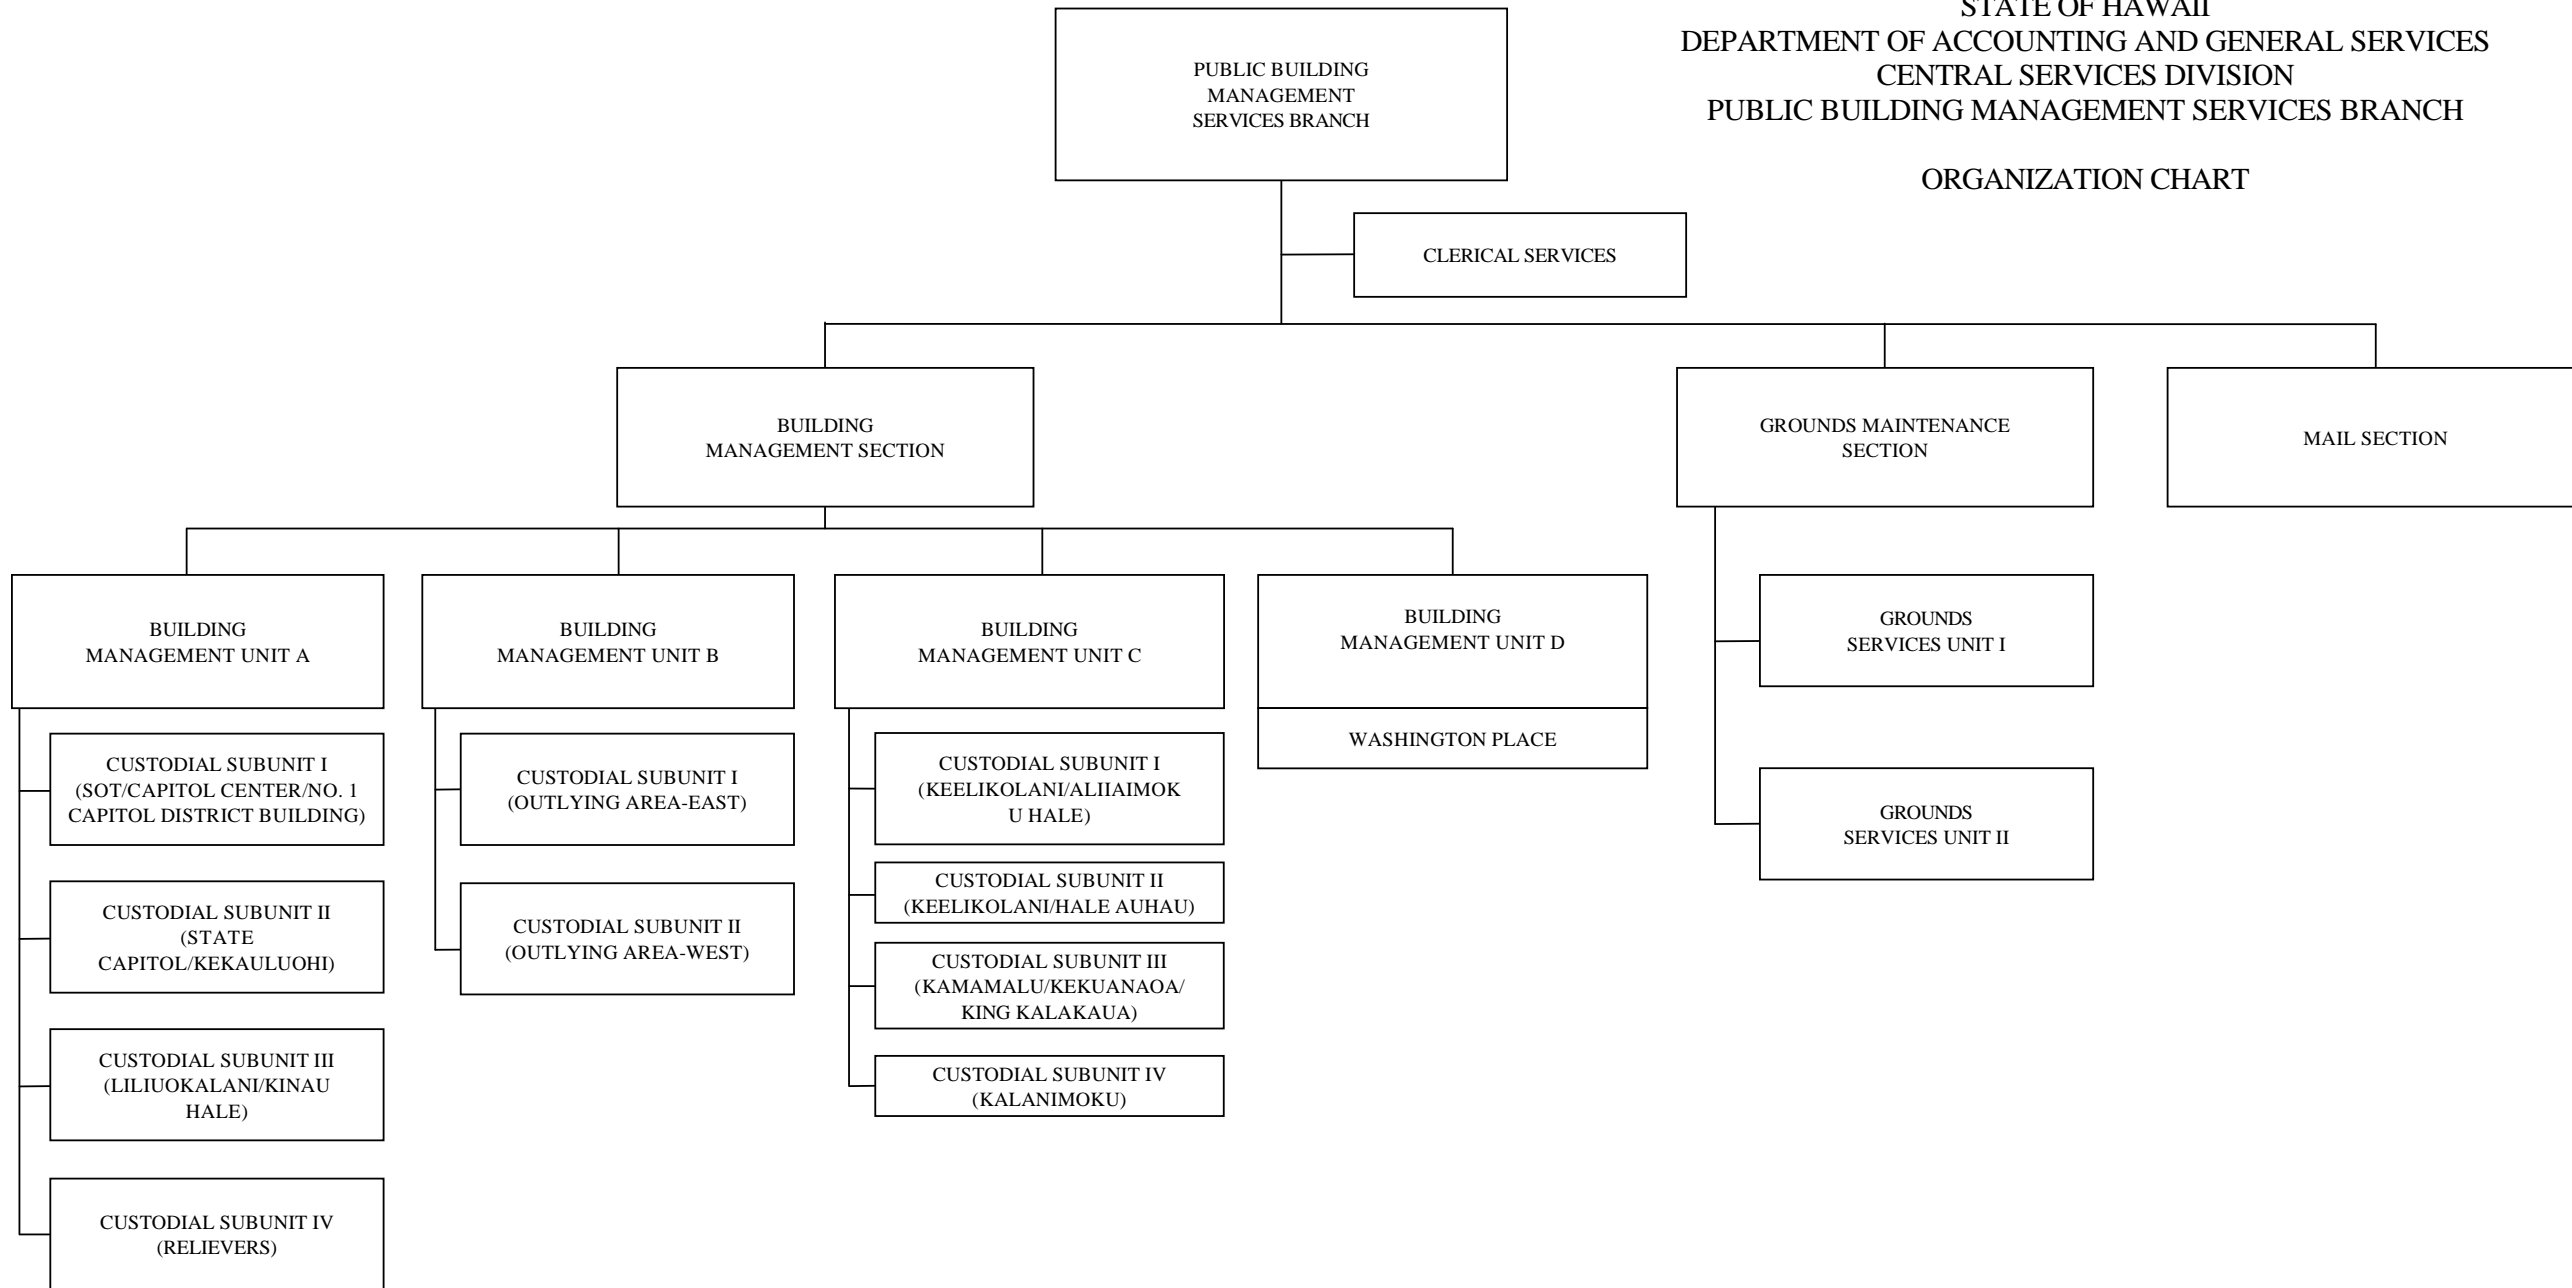 STATE OF HAWAII
DEPARTMENT OF ACCOUNTING AND GENERAL SERVICES
CENTRAL SERVICES DIVISION
PUBLIC BUILDING MANAGEMENT SERVICES BRANCH
ORGANIZATION CHART
PUBLIC BUILDING
MANAGEMENT
SERVICES BRANCH
CLERICAL SERVICES
BUILDING
MANAGEMENT SECTION
GROUNDS MAINTENANCE
SECTION
MAIL SECTION
BUILDING
MANAGEMENT UNIT A
CUSTODIAL SUBUNIT I
(SOT/CAPITOL CENTER/NO. 1
CAPITOL DISTRICT BUILDING)
CUSTODIAL SUBUNIT II
(STATE
CAPITOL/KEKAULUOHI)
CUSTODIAL SUBUNIT III
(LILIUOKALANI/KINAU
HALE)
CUSTODIAL SUBUNIT IV
(RELIEVERS)
BUILDING
MANAGEMENT UNIT B
CUSTODIAL SUBUNIT I
(OUTLYING AREA-EAST)
CUSTODIAL SUBUNIT II
(OUTLYING AREA-WEST)
BUILDING
MANAGEMENT UNIT C
CUSTODIAL SUBUNIT I
(KEELIKOLANI/ALIIAIMOK
U HALE)
CUSTODIAL SUBUNIT II
(KEELIKOLANI/HALE AUHAU)
CUSTODIAL SUBUNIT III
(KAMAMALU/KEKUANAOA/
KING KALAKAUA)
CUSTODIAL SUBUNIT IV
(KALANIMOKU)
BUILDING
MANAGEMENT UNIT D
WASHINGTON PLACE
GROUNDS
SERVICES UNIT I
GROUNDS
SERVICES UNIT II